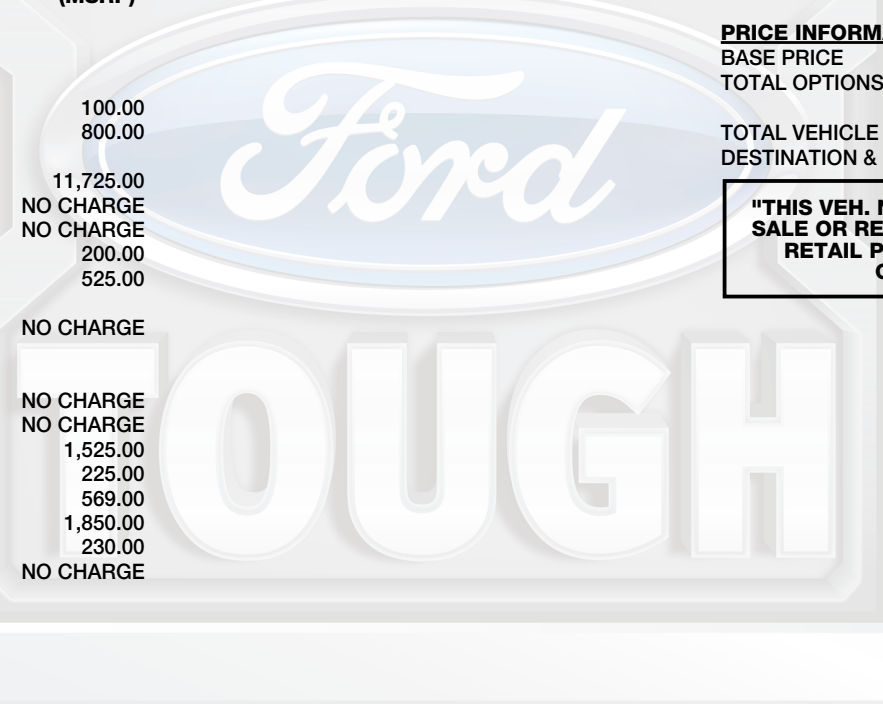 (MSRP)
100.00
800.00
11,725.00
NO CHARGE
NO CHARGE
200.00
525.00
NO CHARGE
NO CHARGE
NO CHARGE
1,525.00
225.00
569.00
1,850.00
230.00
NO CHARGE
PRICE INFORMA
BASE PRICE
TOTAL OPTIONS
TOTAL VEHICLE
DESTINATION &
"THIS VEH. N
SALE OR RE
RETAIL P
Ford
TOUGH